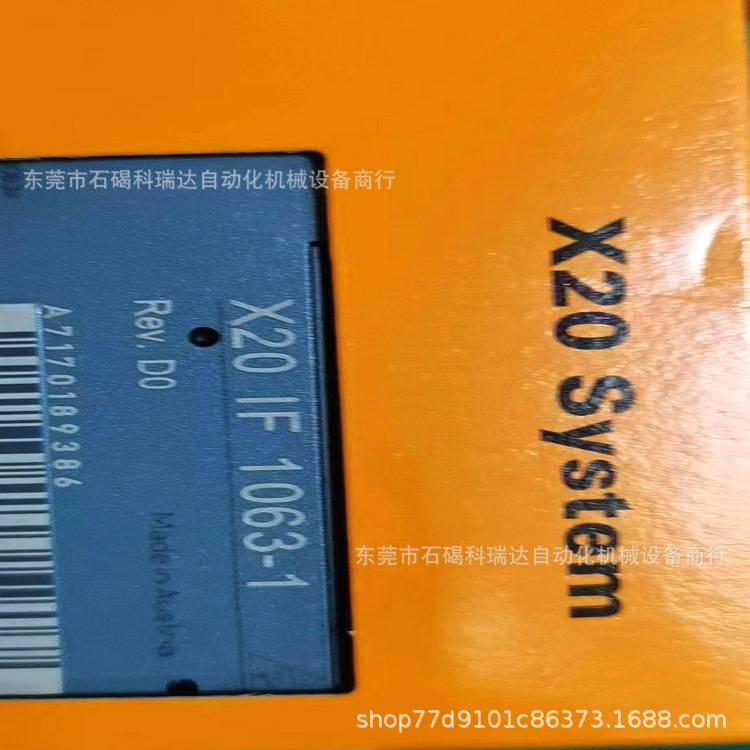 东莞市石碣科瑞达自动化机械设备商行
X20 System
X20 IF 1063-1
Rev. D0
Made in Austria
A7170189386
东莞市石碣科瑞达自动化机械设备商行
shop77d9101c86373.1688.com